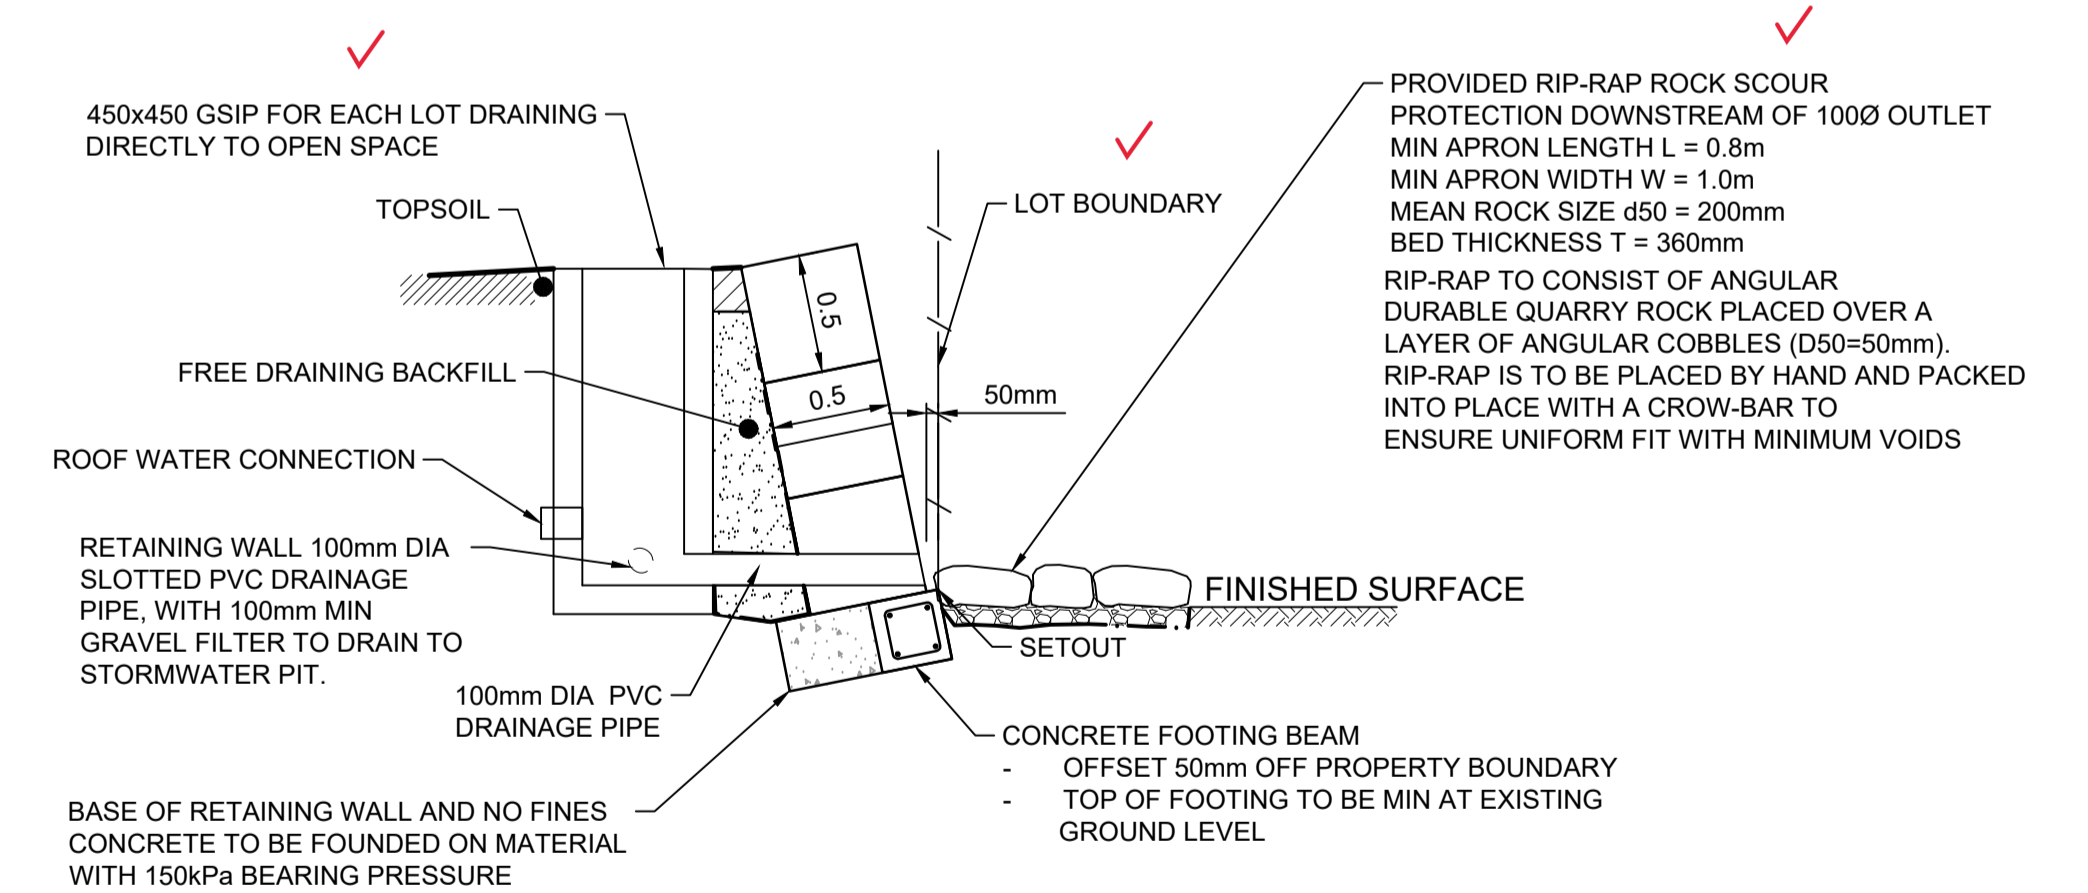 450x450 GSIP FOR EACH LOT DRAINING
DIRECTLY TO OPEN SPACE
TOPSOIL
FREE DRAINING BACKFILL
ROOF WATER CONNECTION
RETAINING WALL 100mm DIA
SLOTTED PVC DRAINAGE
PIPE, WITH 100mm MIN
GRAVEL FILTER TO DRAIN TO
STORMWATER PIT.
100mm DIA PVC
DRAINAGE PIPE
BASE OF RETAINING WALL AND NO FINES
CONCRETE TO BE FOUNDED ON MATERIAL
WITH 150kPa BEARING PRESSURE
0.5
0.5
LOT BOUNDARY
50mm
PROVIDED RIP-RAP ROCK SCOUR
PROTECTION DOWNSTREAM OF 100Ø OUTLET
MIN APRON LENGTH L = 0.8m
MIN APRON WIDTH W = 1.0m
MEAN ROCK SIZE d50 = 200mm
BED THICKNESS T = 360mm
RIP-RAP TO CONSIST OF ANGULAR
DURABLE QUARRY ROCK PLACED OVER A
LAYER OF ANGULAR COBBLES (D50=50mm).
RIP-RAP IS TO BE PLACED BY HAND AND PACKED
INTO PLACE WITH A CROW-BAR TO
ENSURE UNIFORM FIT WITH MINIMUM VOIDS
FINISHED SURFACE
SETOUT
CONCRETE FOOTING BEAM
- OFFSET 50mm OFF PROPERTY BOUNDARY
- TOP OF FOOTING TO BE MIN AT EXISTING
GROUND LEVEL